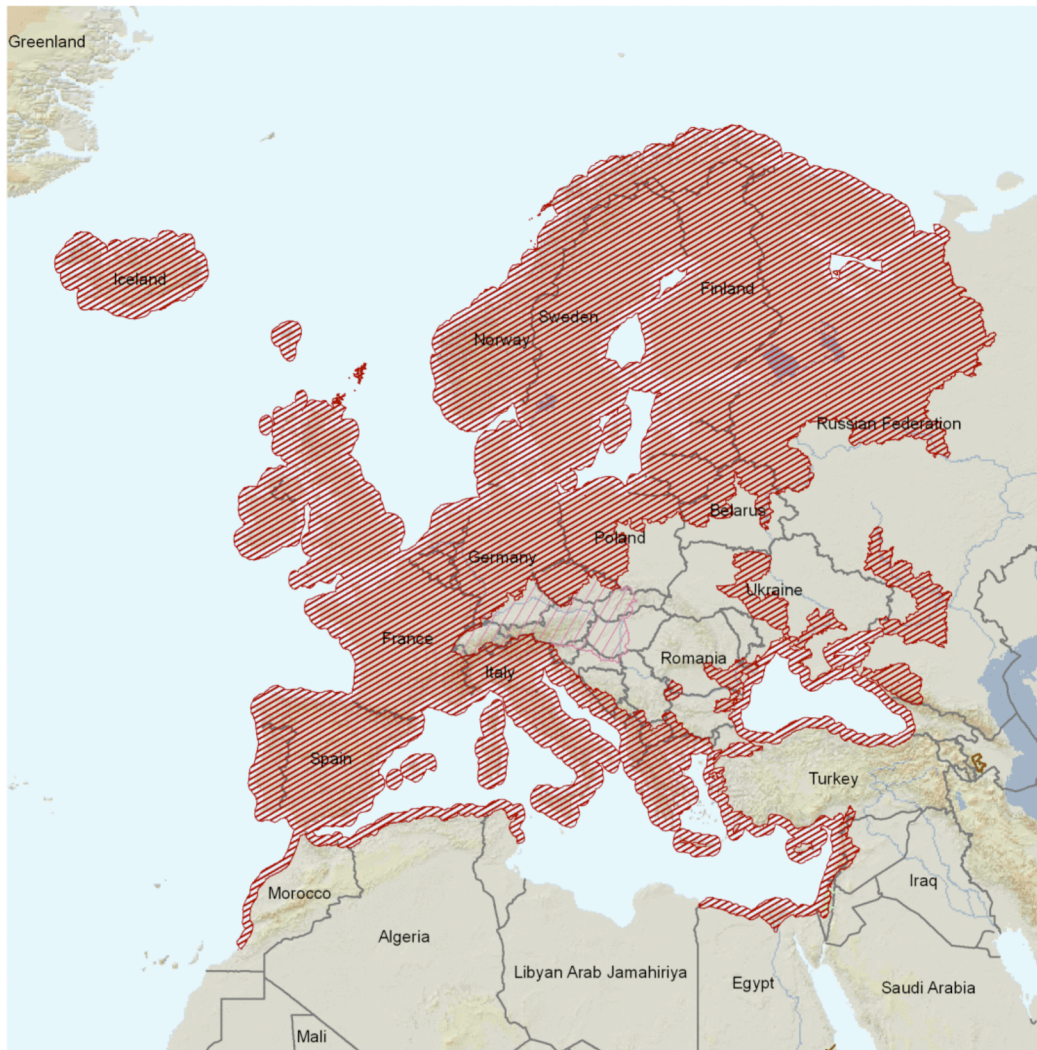 Greenland
Iceland
Finland
Sweden
Norway
Russian Federation
Belarus
Poland
Germany
Ukraine
France
Romania
Italy
Spain
Turkey
Iraq
Morocco
Algeria
Libyan Arab Jamahiriya
Egypt
Saudi Arabia
Mali